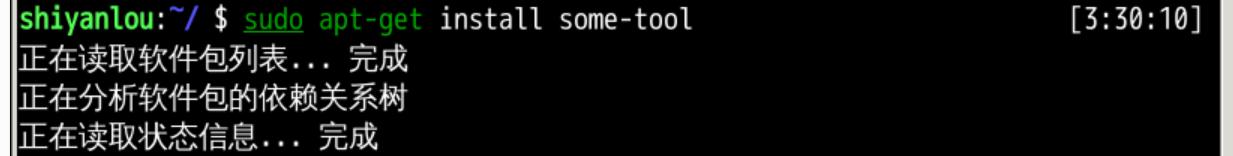 shiyanlou:~/ $ sudo apt-get install some-tool [3:30:10]
正在读取软件包列表... 完成
正在分析软件包的依赖关系树
正在读取状态信息... 完成